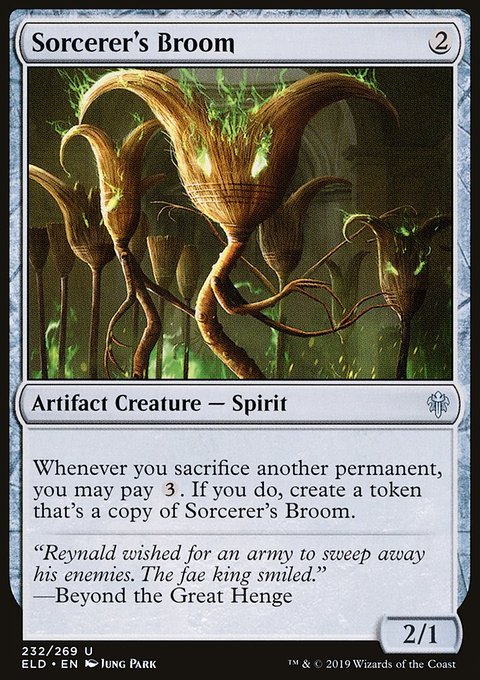 Sorcerer's Broom 2
Artifact Creature — Spirit
Whenever you sacrifice another permanent,
you may pay 3. If you do, create a token
that's a copy of Sorcerer's Broom.
“Reynald wished for an army to sweep away
his enemies. The fae king smiled.”
—Beyond the Great Henge
2/1
232/269 U
ELD • EN Jung Park
™ & © 2019 Wizards of the Coast